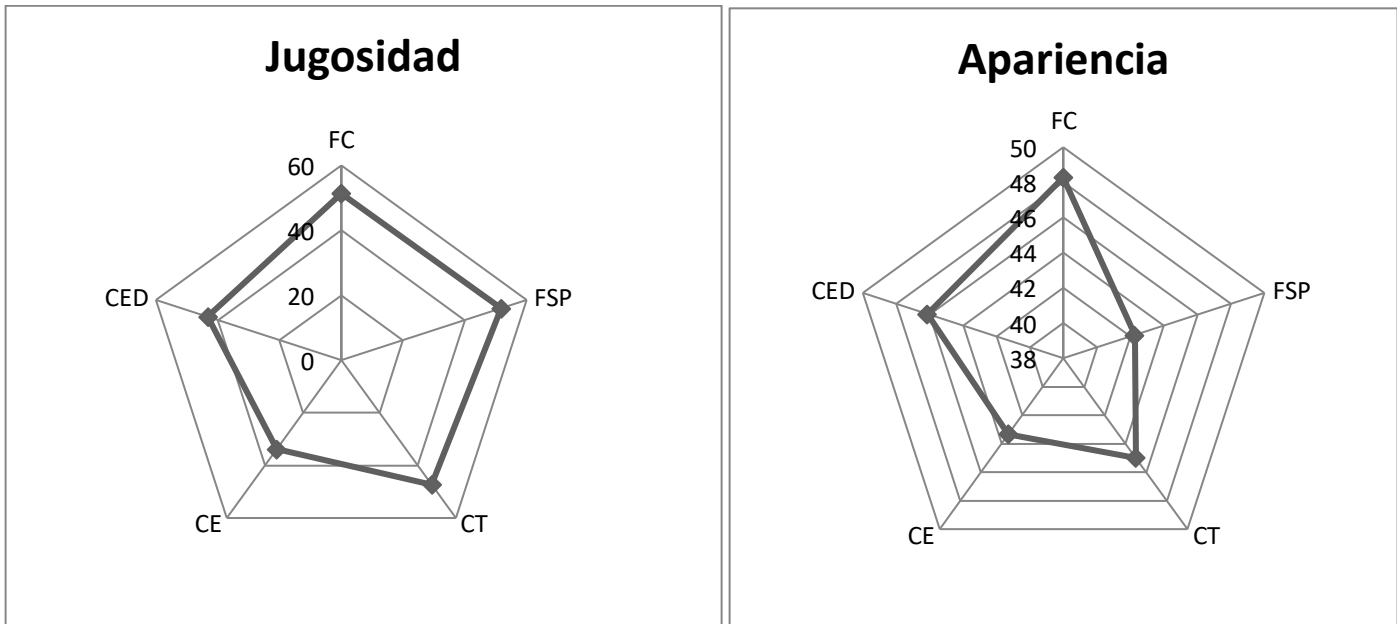 Jugosidad
FC
60
40
20
0
CED
FSP
CE
CT
Apariencia
FC
50
48
46
44
42
40
38
CED
FSP
CE
CT